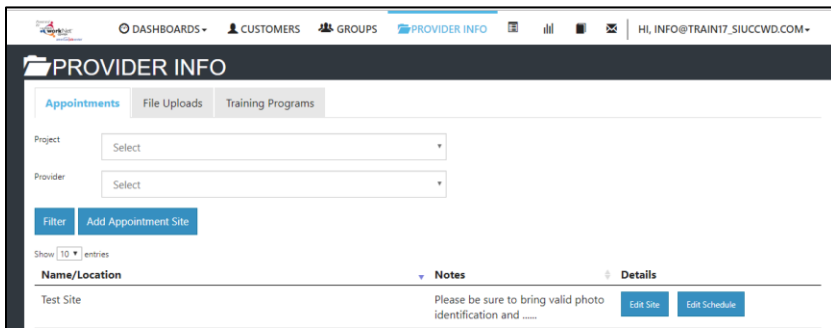 workNet
DASHBOARDS CUSTOMERS GROUPS PROVIDER INFO HI, INFO@TRAIN17_SIUCCWD.COM
PROVIDER INFO
Appointments File Uploads Training Programs
Project Select
Provider Select
Filter Add Appointment Site
Show 10 entries
Name/Location Notes Details
Test Site Please be sure to bring valid photo Edit Site Edit Schedule
identification and ......